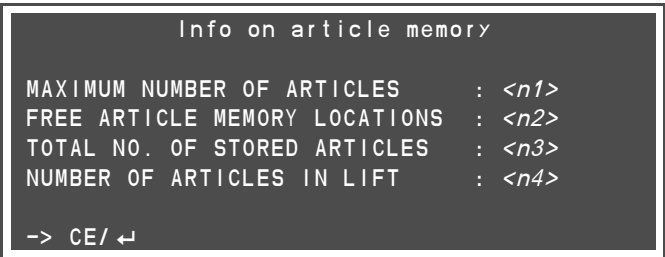 Info on article memory
MAXIMUM NUMBER OF ARTICLES : <n1>
FREE ARTICLE MEMORY LOCATIONS : <n2>
TOTAL NO. OF STORED ARTICLES : <n3>
NUMBER OF ARTICLES IN LIFT : <n4>
-> CE/ ↵